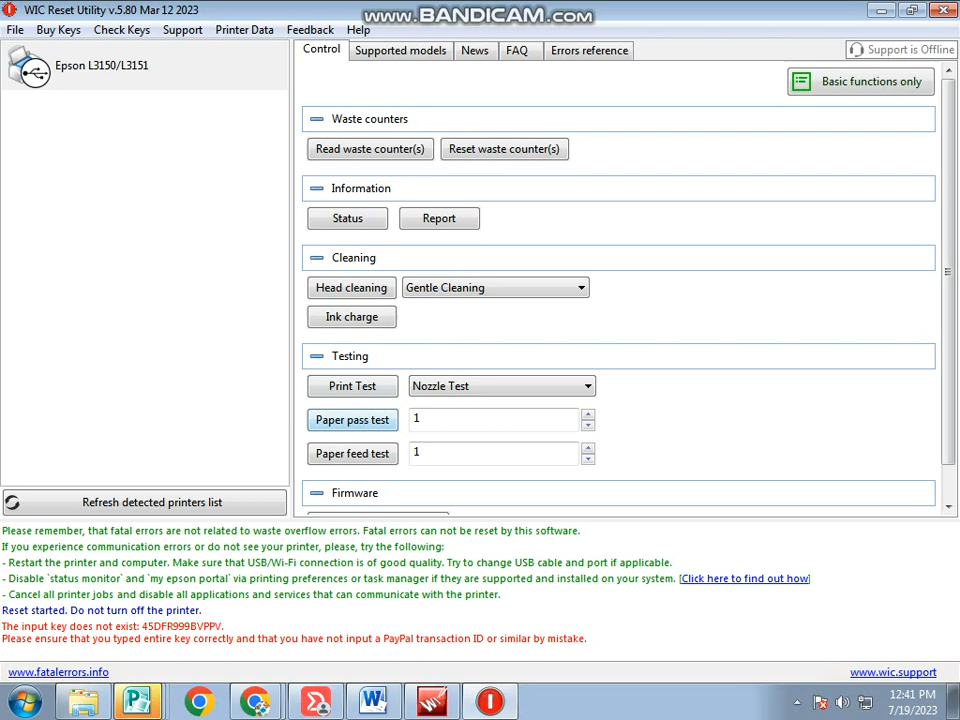 WIC Reset Utility v.5.80 Mar 12 2023
www.BANDICAM.com
File Buy Keys Check Keys Support Printer Data Feedback Help
Epson L3150/L3151
Control Supported models News FAQ Errors reference
Support is Offline
Basic functions only
Waste counters
Read waste counter(s) Reset waste counter(s)
Information
Status Report
Cleaning
Head cleaning Gentle Cleaning
Ink charge
Testing
Print Test Nozzle Test
Paper pass test 1
Paper feed test 1
Firmware
Refresh detected printers list
Please remember, that fatal errors are not related to waste overflow errors. Fatal errors can not be reset by this software.
If you experience communication errors or do not see your printer, please, try the following:
- Restart the printer and computer. Make sure that USB/Wi-Fi connection is of good quality. Try to change USB cable and port if applicable.
- Disable `status monitor` and `my epson portal` via printing preferences or task manager if they are supported and installed on your system. [Click here to find out how]
- Cancel all printer jobs and disable all applications and services that can communicate with the printer.
Reset started. Do not turn off the printer.
The input key does not exist: 45DFR999BVPPV.
Please ensure that you typed entire key correctly and that you have not input a PayPal transaction ID or similar by mistake.
www.fatalerrors.info www.wic.support
12:41 PM
7/19/2023